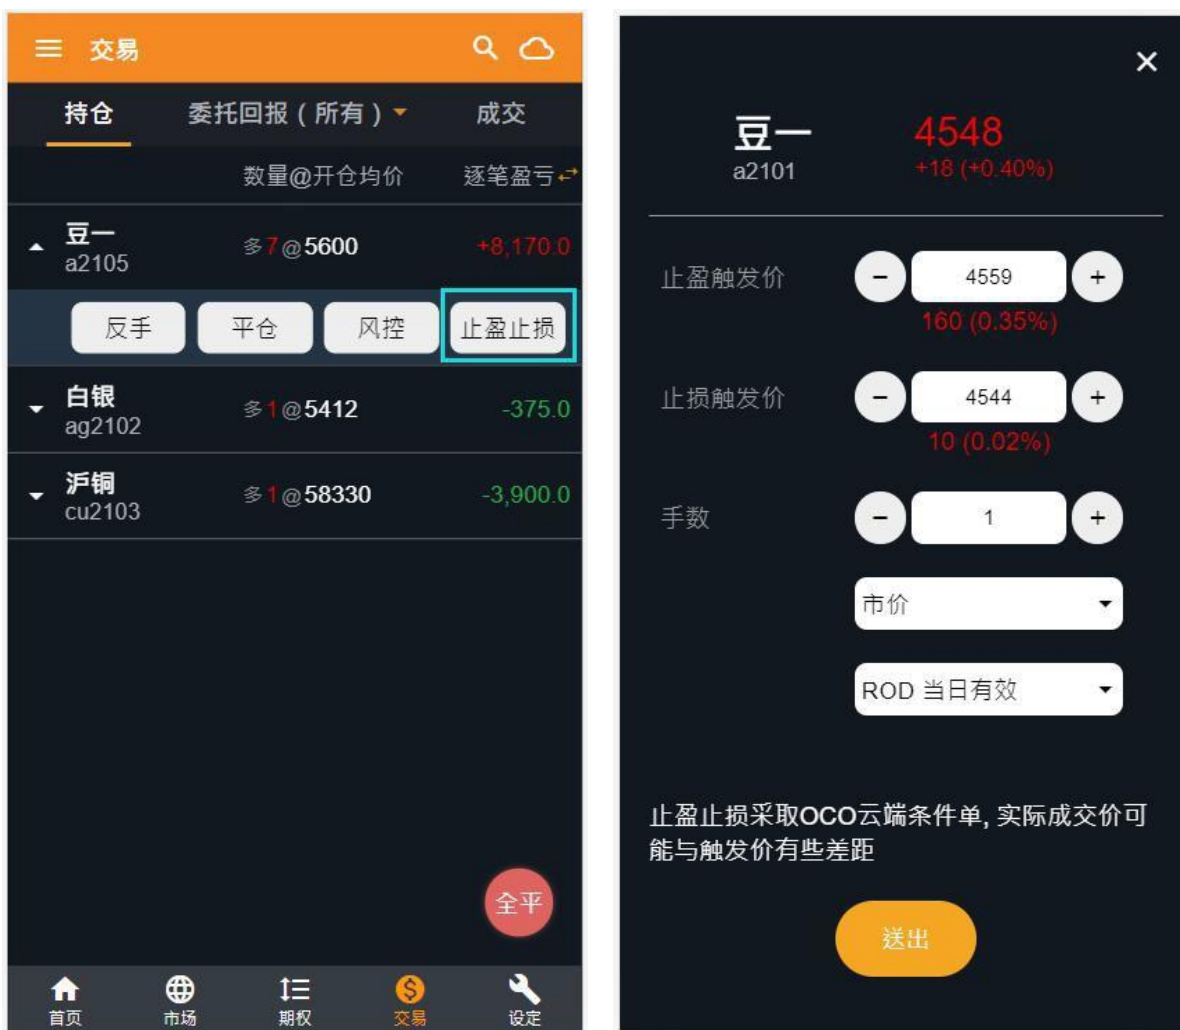 交易
持仓 委托回报（所有） 成交
数量@开仓均价 逐笔盈亏
豆一 多7@5600 +8,170.0
a2105
反手 平仓 风控 止盈止损
白银 多1@5412 -375.0
ag2102
沪铜 多1@58330 -3,900.0
cu2103
全平
首页 市场 期权 交易 设定
豆一 4548
a2101 +18 (+0.40%)
止盈触发价 - 4559 +
160 (0.35%)
止损触发价 - 4544 +
10 (0.02%)
手数 - 1 +
市价
ROD 当日有效
止盈止损采取OCO云端条件单, 实际成交价可
能与触发价有些差距
送出